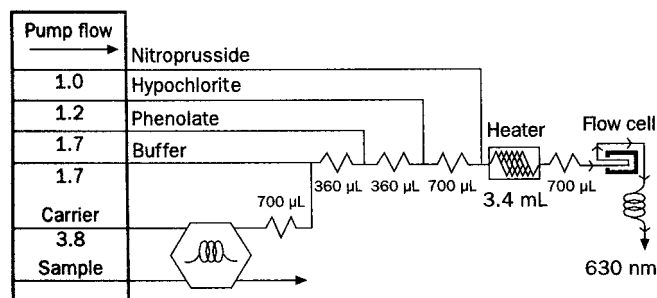 Pump flow
Nitroprusside
1.0
Hypochlorite
1.2
Phenolate
1.7
Buffer
1.7
Heater
Flow cell
360 µL
360 µL
700 µL
3.4 mL
700 µL
700 µL
Carrier
3.8
Sample
630 nm